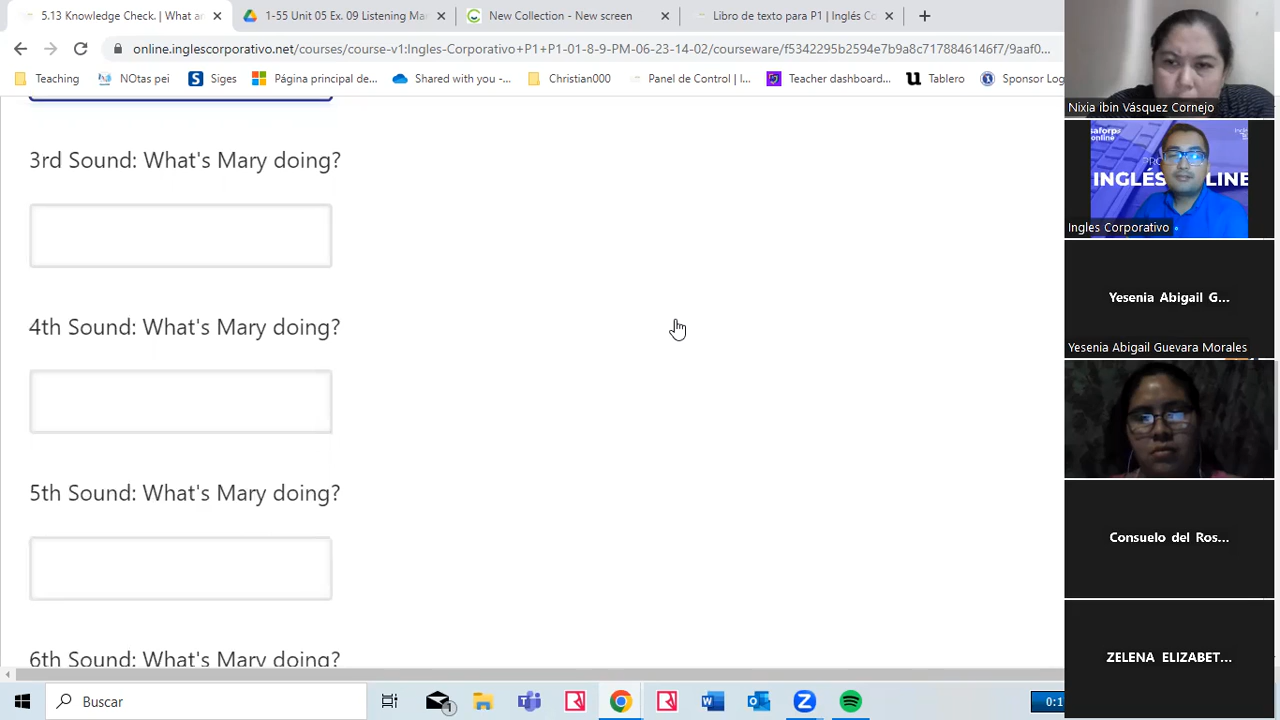 5.13 Knowledge Check. | What ar
1-55 Unit 05 Ex. 09 Listening Ma
New Collection - New screen
Libro de texto para P1 | Inglés Co
online.inglescorporativo.net/courses/course-v1:Ingles-Corporativo+P1+P1-01-8-9-PM-06-23-14-02/courseware/f5342295b2594e7b9a8c7178846146f7/9aaf0...
Teaching
NOtas pei
Siges
Página principal de...
Shared with you -...
Christian000
Panel de Control | I...
Teacher dashboard...
Tablero
Sponsor Log
3rd Sound: What's Mary doing?
4th Sound: What's Mary doing?
5th Sound: What's Mary doing?
6th Sound: What's Mary doing?
Nixia ibin Vásquez Cornejo
INGLÉS
LINE
Ingles Corporativo
Yesenia Abigail G...
Yesenia Abigail Guevara Morales
Consuelo del Ros...
ZELENA ELIZABET...
Buscar
1
0:1